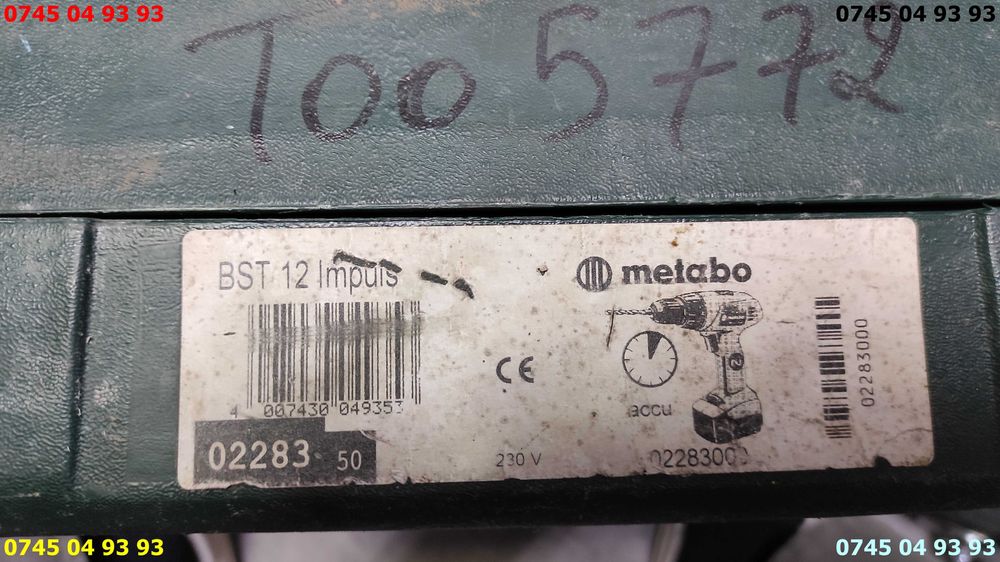 0745 04 93 93 0745 04 93 93
T005772
BST 12 Impuls metabo
CE
4 007430 049353
accu
02283000
02283 50
230 V
02283000
0745 04 93 93 0745 04 93 93